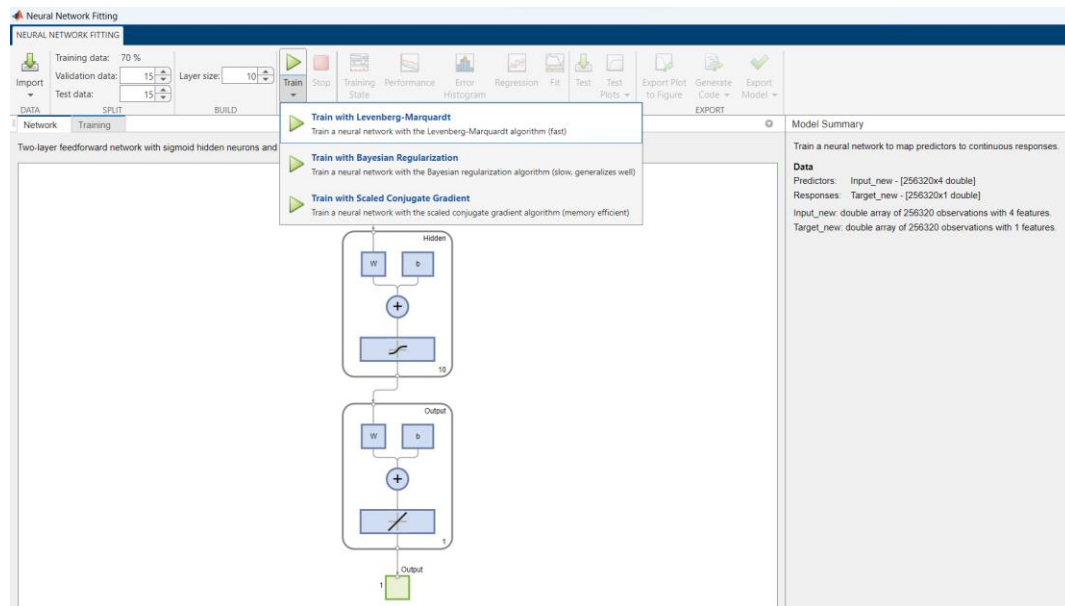 Neural Network Fitting
NEURAL NETWORK FITTING
Import
DATA
Training data: 70 %
Validation data: 15
Test data: 15
SPLIT
Layer size: 10
BUILD
Train
Stop
Training State
Performance
Error Histogram
Regression
Fit
Test
Test Plots
Export Plot to Figure
Generate Code
Export Model
EXPORT
Train with Levenberg-Marquardt
Train a neural network with the Levenberg-Marquardt algorithm (fast)
Train with Bayesian Regularization
Train a neural network with the Bayesian regularization algorithm (slow, generalizes well)
Train with Scaled Conjugate Gradient
Train a neural network with the scaled conjugate gradient algorithm (memory efficient)
Network Training
Two-layer feedforward network with sigmoid hidden neurons and
Hidden
W b
+
10
Output
W b
+
1
Output
1
Model Summary
Train a neural network to map predictors to continuous responses.
Data
Predictors: Input_new - [256320x4 double]
Responses: Target_new - [256320x1 double]
Input_new: double array of 256320 observations with 4 features.
Target_new: double array of 256320 observations with 1 features.